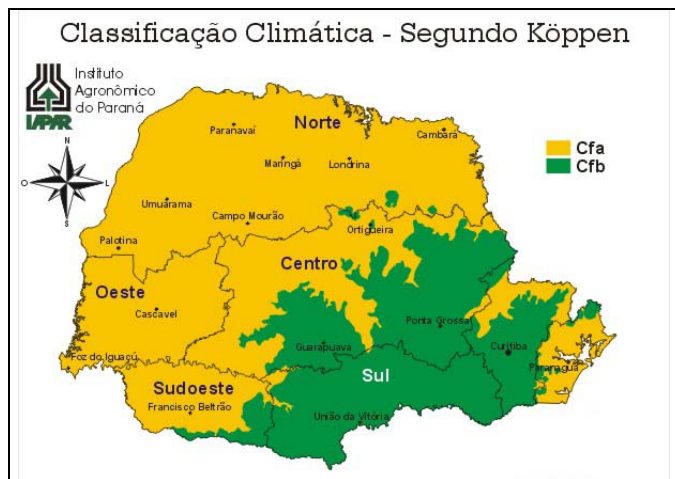 Classificação Climática - Segundo Köppen
Instituto
Agronômico
do Paraná
IAPAR
N
O
L
S
Cfa
Cfb
Norte
Paranavaí
Cambará
Maringá
Londrina
Umuarama
Campo Mourão
Ortigueira
Palotina
Centro
Oeste
Cascavel
Ponta Grossa
Guarapuava
Curitiba
Foz do Iguaçú
Paranaguá
Sul
Sudoeste
Francisco Beltrão
União da Vitória